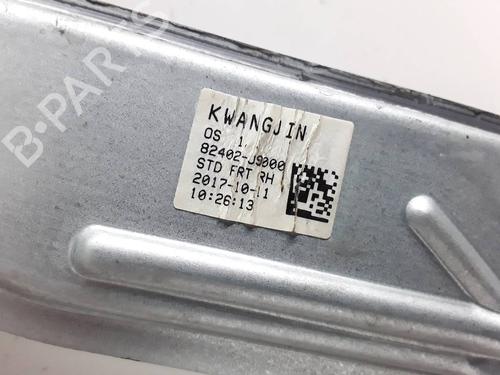 KWANGJIN
OS 1
82402-J9000
STD FRT RH
2017-10-11
10:26:13
B-PARTS